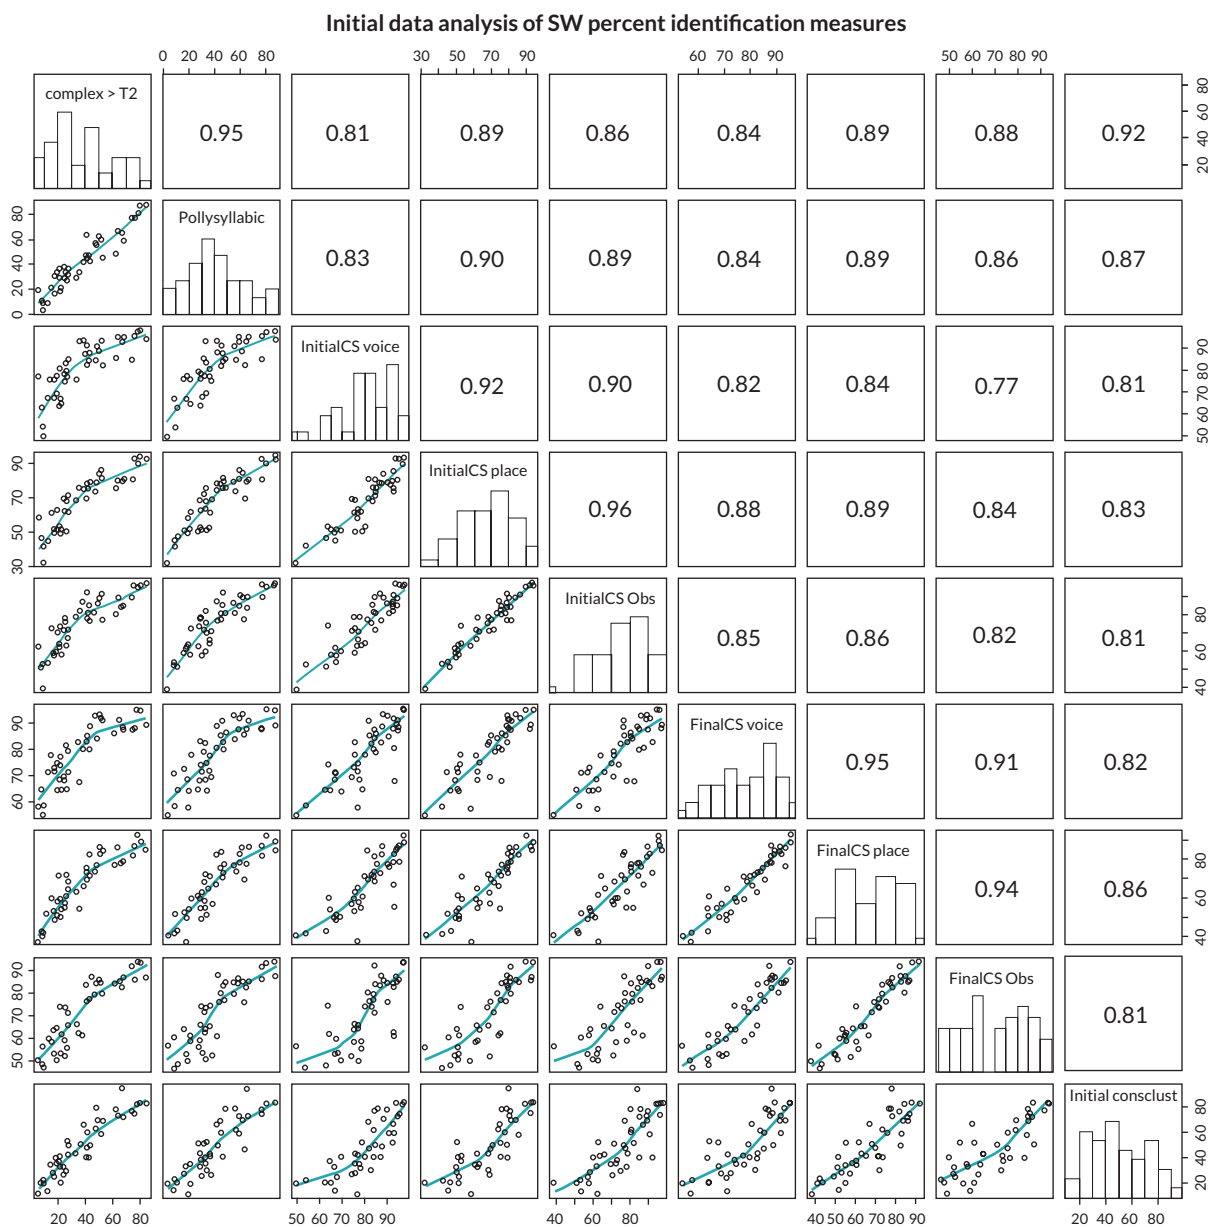 Initial data analysis of SW percent identification measures
0 20 40 60 80
30 50 70 90
60 70 80 90
50 60 70 80 90
complex > T2
0.95 0.81 0.89 0.86 0.84 0.89 0.88 0.92
20 40 60 80
0 20 40 60 80
Pollysyllabic
0.83 0.90 0.89 0.84 0.89 0.86 0.87
InitialCS voice
0.92 0.90 0.82 0.84 0.77 0.81
50 60 70 80 90
30 50 70 90
InitialCS place
0.96 0.88 0.89 0.84 0.83
InitialCS Obs
0.85 0.86 0.82 0.81
40 60 80
60 70 80 90
FinalCS voice
0.95 0.91 0.82
FinalCS place
0.94 0.86
40 60 80
50 60 70 80 90
FinalCS Obs
0.81
Initial consclust
20 40 60 80
20 40 60 80
50 60 70 80 90
40 60 80
40 50 60 70 80 90
20 40 60 80